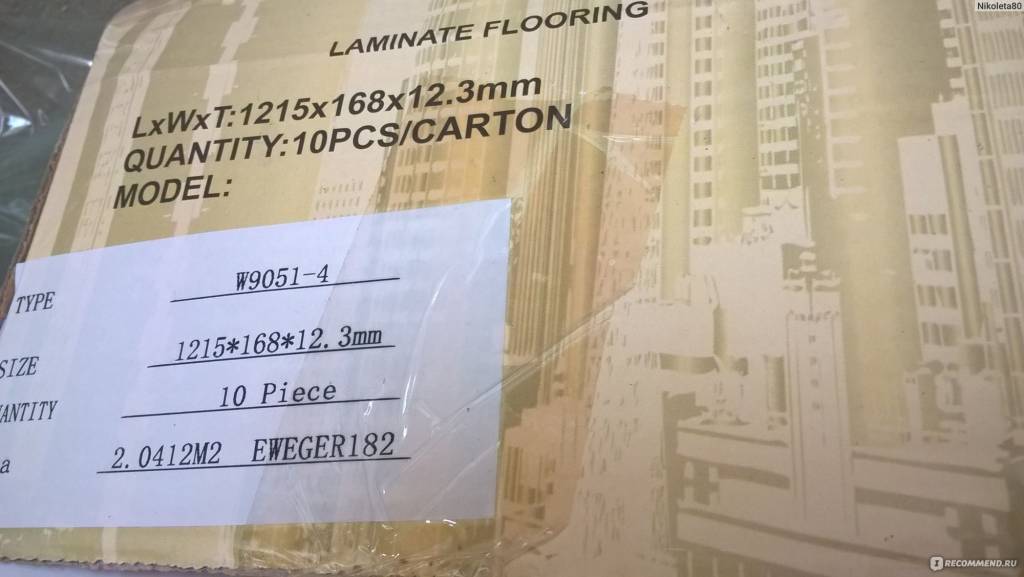 Nikoleta80
LAMINATE FLOORING
LxWxT:1215x168x12.3mm
QUANTITY:10PCS/CARTON
MODEL:
TYPE W9051-4
SIZE 1215*168*12.3mm
ANTITY 10 Piece
a 2.0412M2 EWEGER182
IRECOMMEND.RU